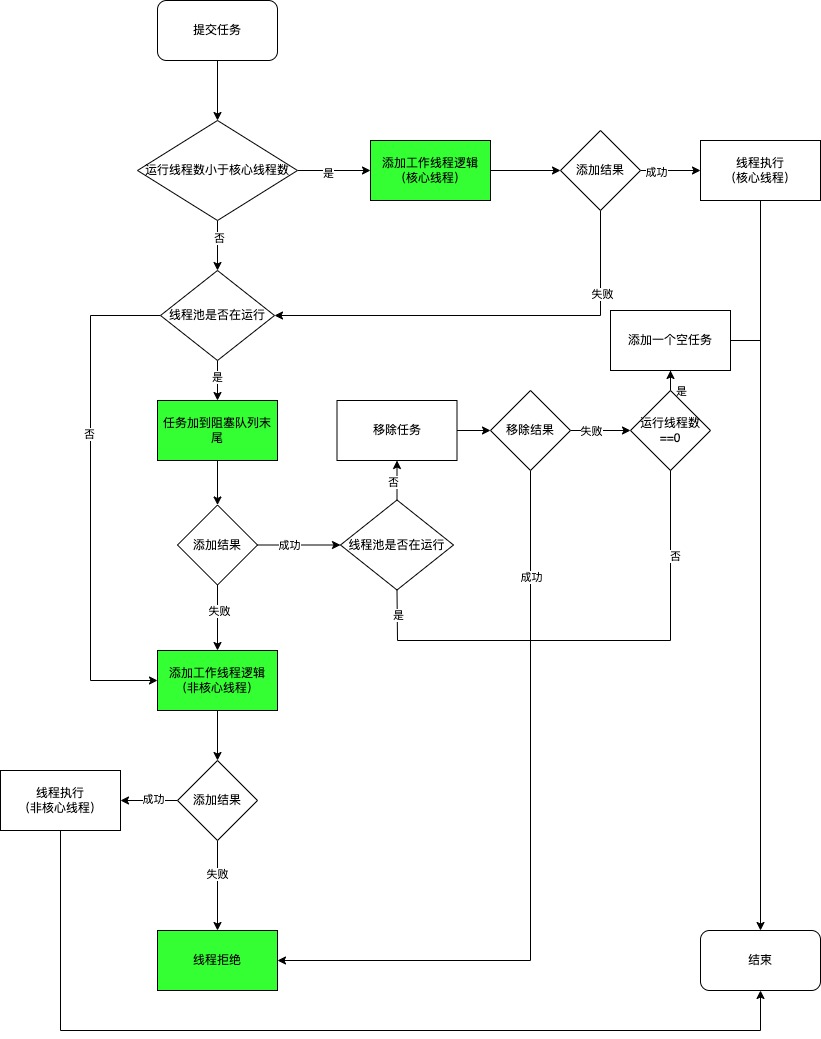 提交任务
运行线程数小于核心线程数
是
添加工作线程逻辑
(核心线程)
添加结果
成功
线程执行
(核心线程)
否
失败
线程池是否在运行
添加一个空任务
是
是
否
任务加到阻塞队列末
尾
移除任务
移除结果
失败
运行线程数
==0
否
添加结果
成功
线程池是否在运行
否
成功
失败
是
添加工作线程逻辑
(非核心线程)
线程执行
(非核心线程)
成功
添加结果
失败
线程拒绝
结束